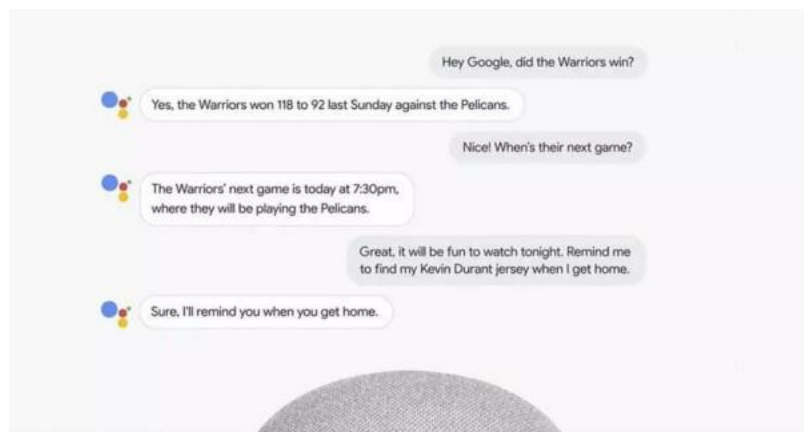 Hey Google, did the Warriors win?
Yes, the Warriors won 118 to 92 last Sunday against the Pelicans.
Nice! When's their next game?
The Warriors' next game is today at 7:30pm,
where they will be playing the Pelicans.
Great, it will be fun to watch tonight. Remind me
to find my Kevin Durant jersey when I get home.
Sure, I'll remind you when you get home.